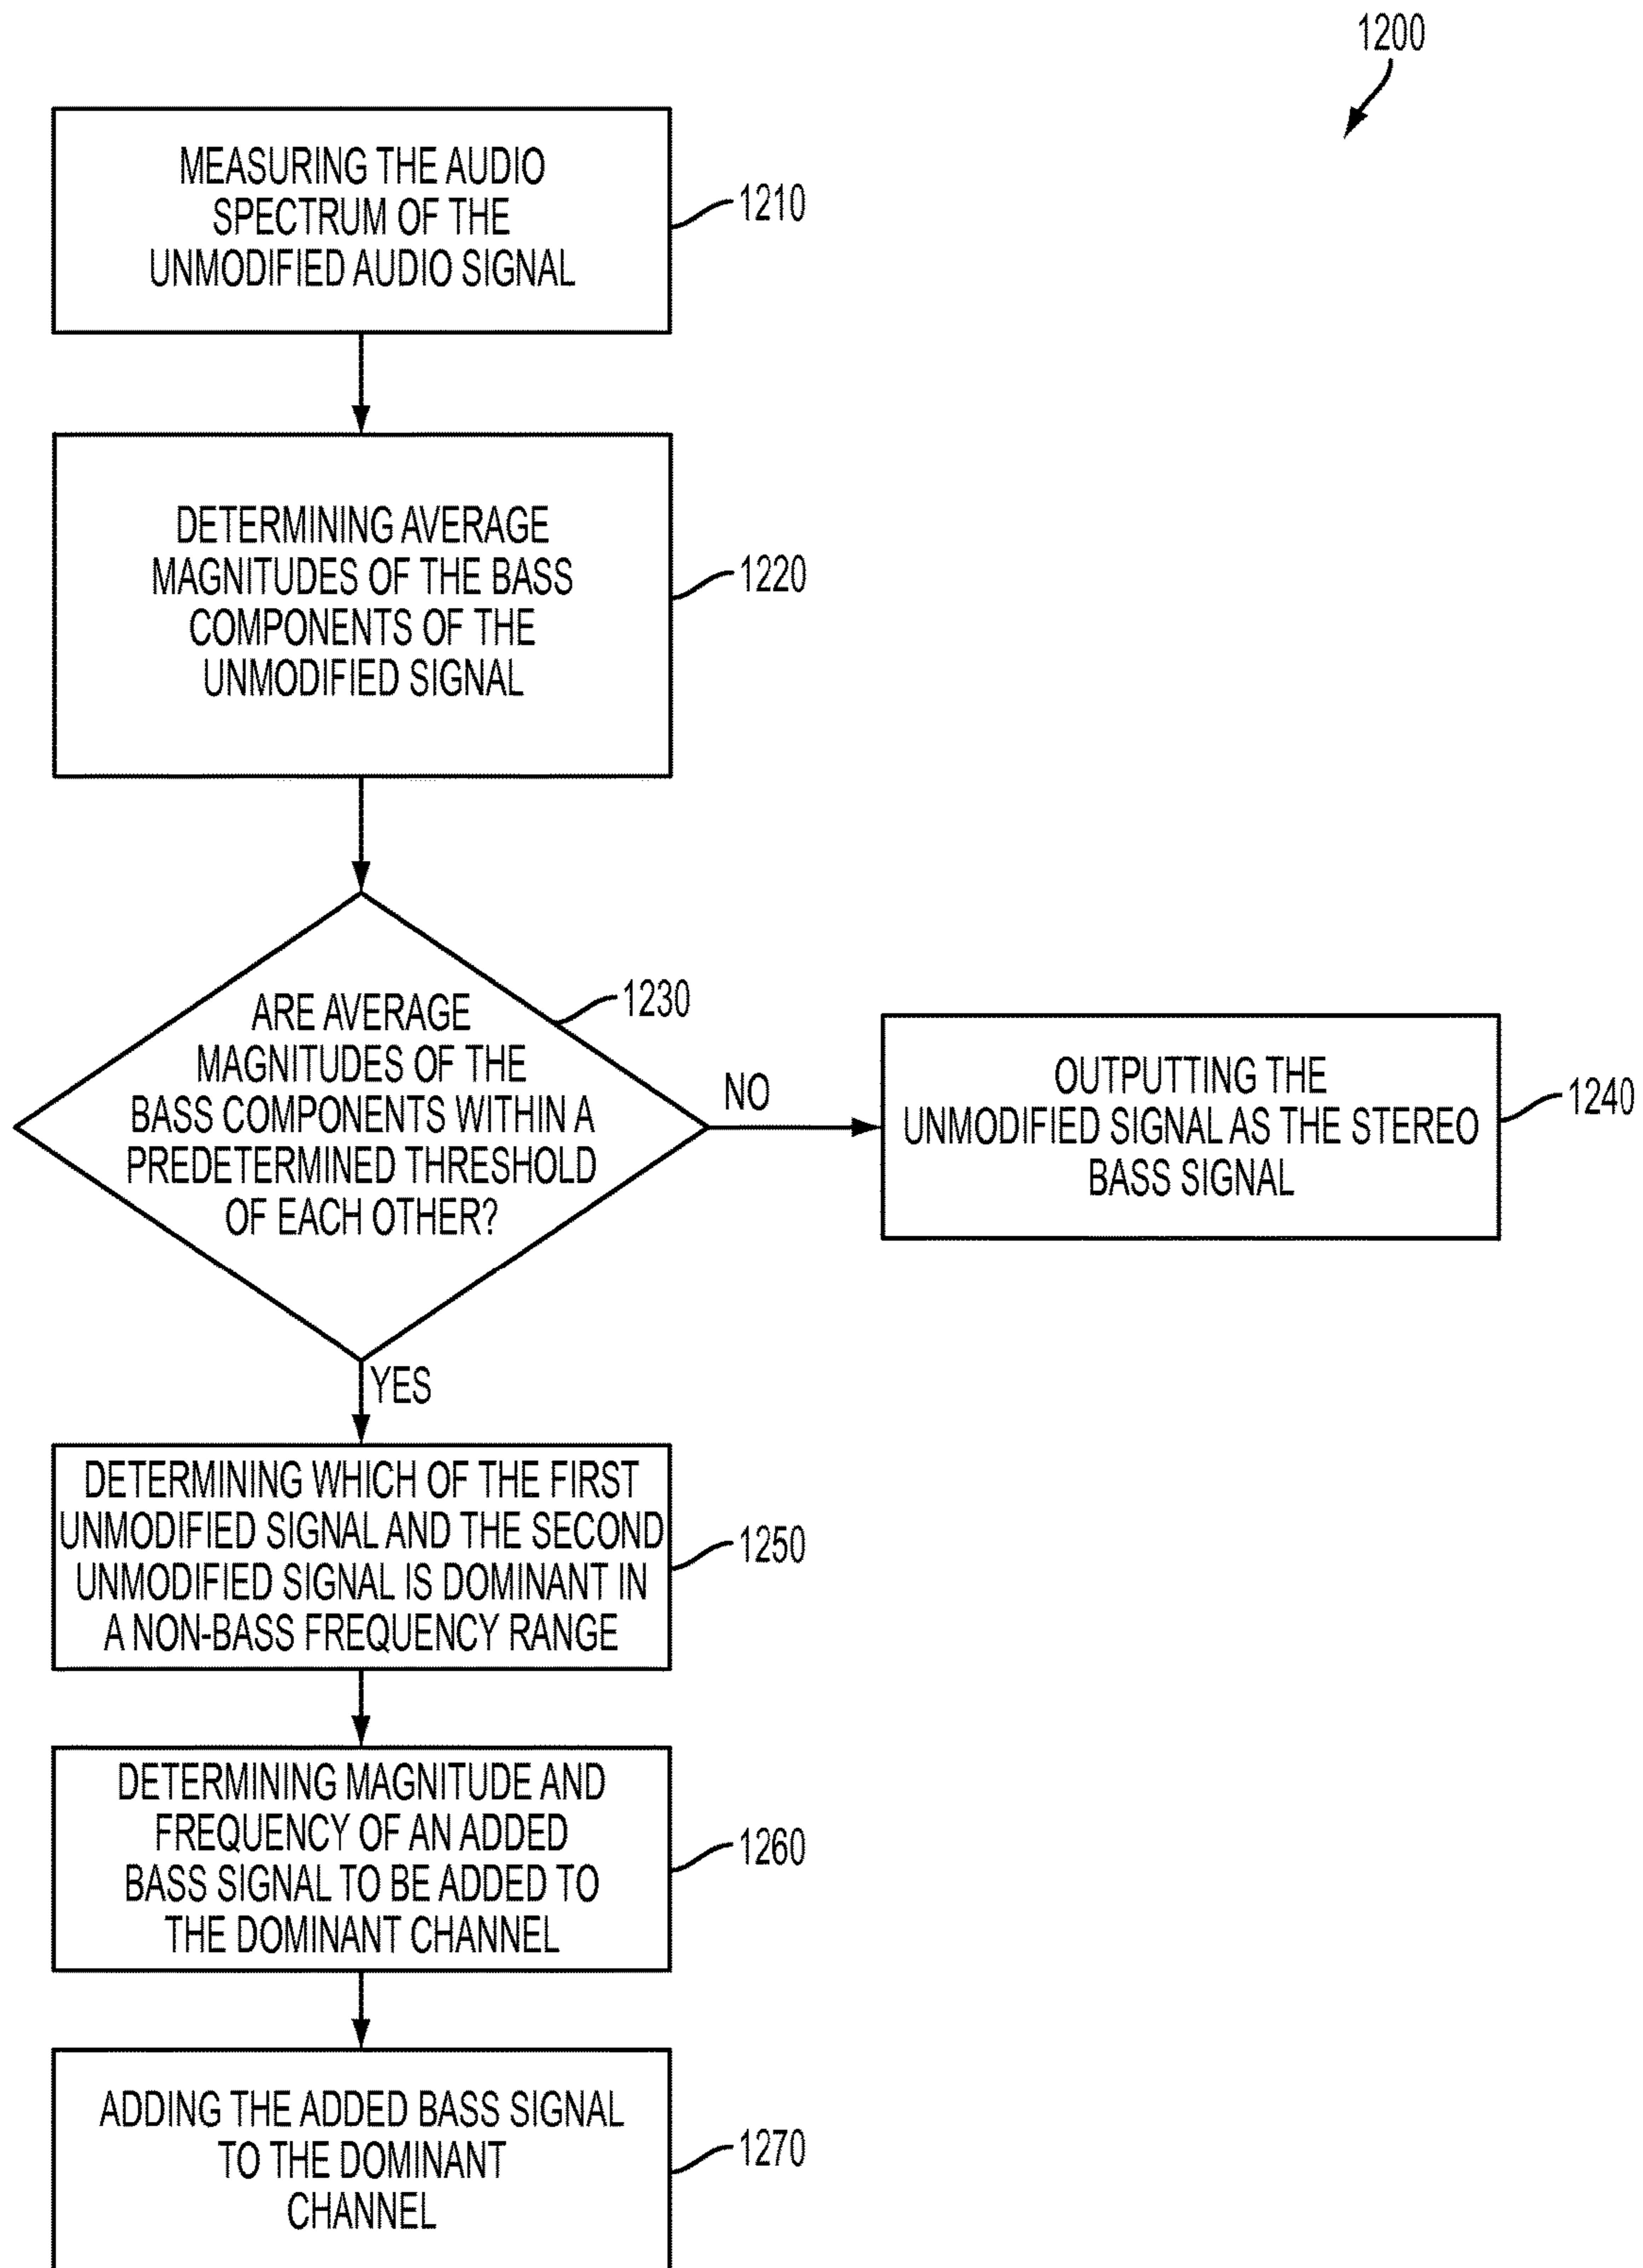 1200
MEASURING THE AUDIO
SPECTRUM OF THE
UNMODIFIED AUDIO SIGNAL
1210
DETERMINING AVERAGE
MAGNITUDES OF THE BASS
COMPONENTS OF THE
UNMODIFIED SIGNAL
1220
ARE AVERAGE
MAGNITUDES OF THE
BASS COMPONENTS WITHIN A
PREDETERMINED THRESHOLD
OF EACH OTHER?
1230
NO
OUTPUTTING THE
UNMODIFIED SIGNAL AS THE STEREO
BASS SIGNAL
1240
YES
DETERMINING WHICH OF THE FIRST
UNMODIFIED SIGNAL AND THE SECOND
UNMODIFIED SIGNAL IS DOMINANT IN
A NON-BASS FREQUENCY RANGE
1250
DETERMINING MAGNITUDE AND
FREQUENCY OF AN ADDED
BASS SIGNAL TO BE ADDED TO
THE DOMINANT CHANNEL
1260
ADDING THE ADDED BASS SIGNAL
TO THE DOMINANT
CHANNEL
1270